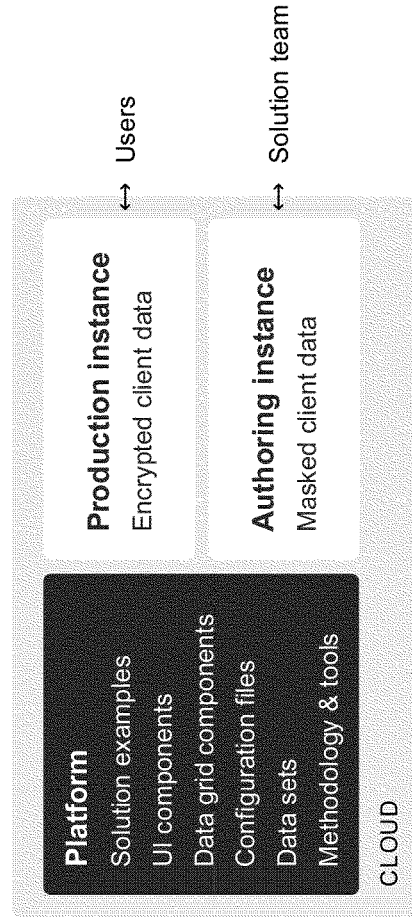 Platform
Solution examples
UI components
Data grid components
Configuration files
Data sets
Methodology & tools
Production instance
Encrypted client data
Users
Authoring instance
Masked client data
Solution team
CLOUD